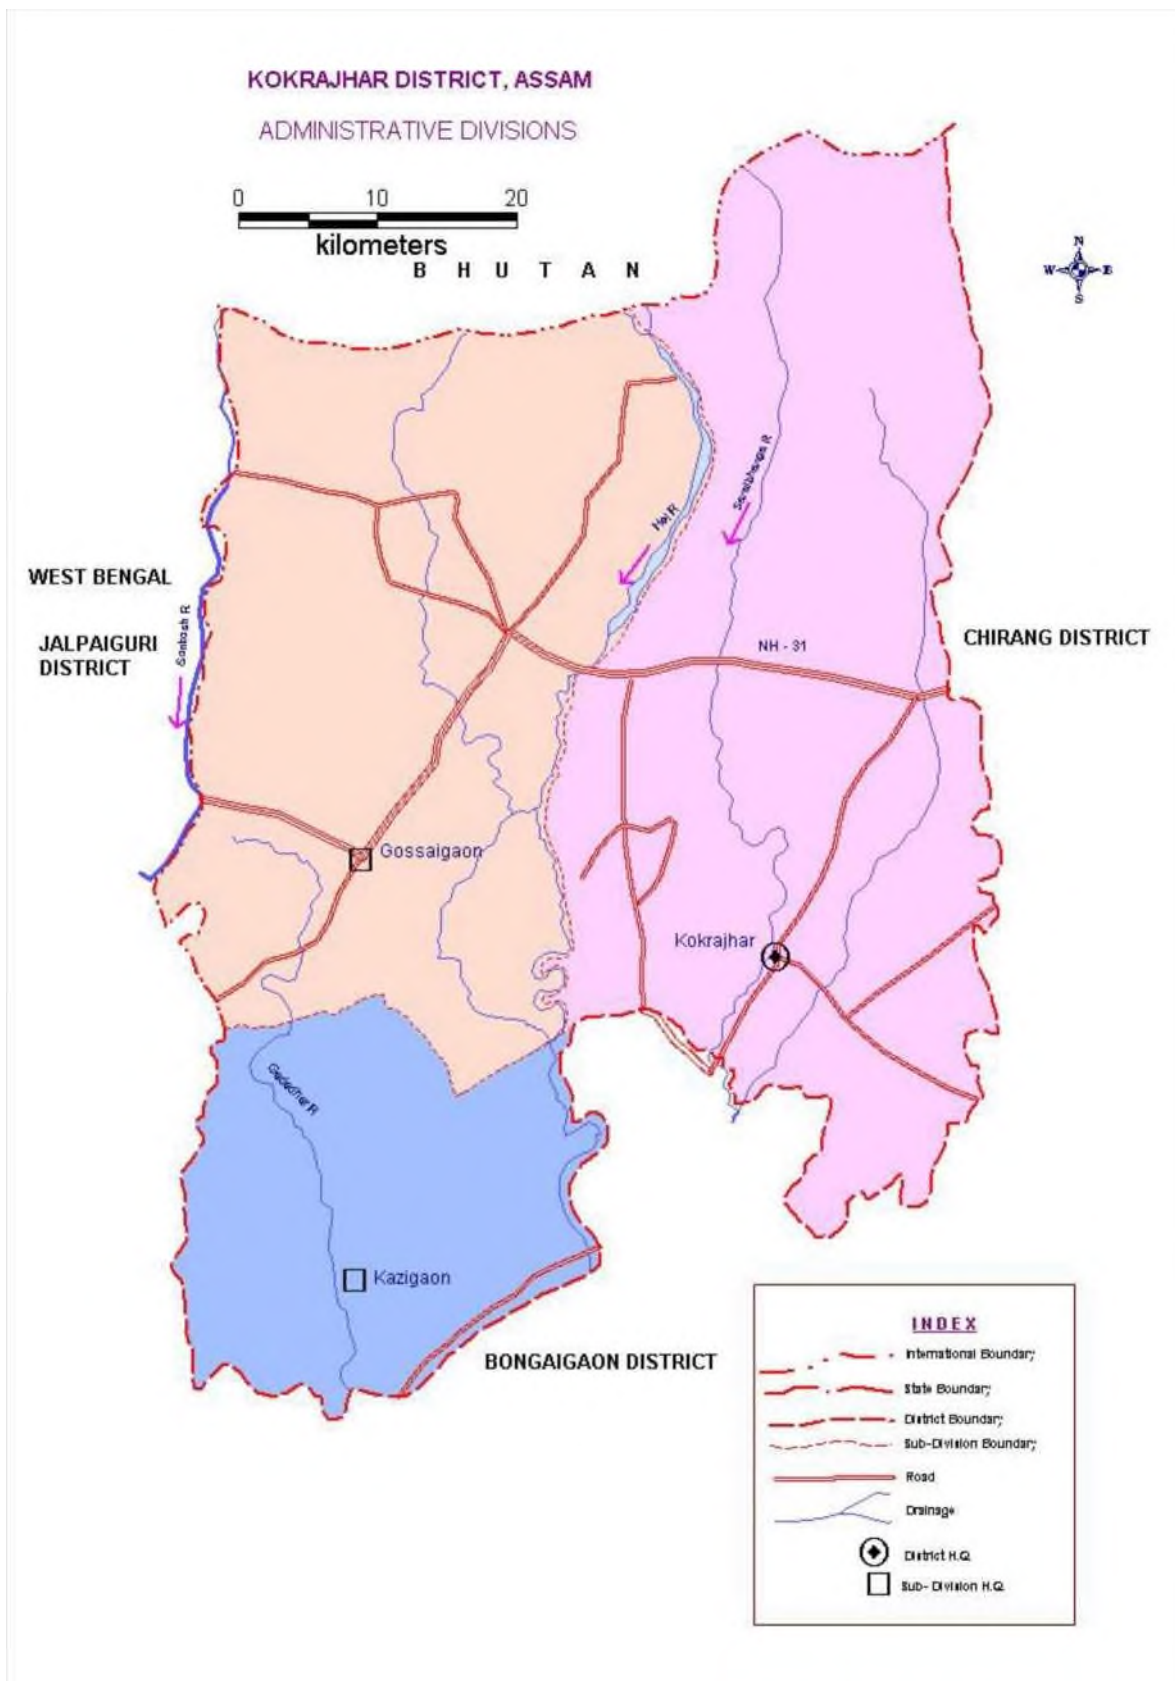 KOKRAJHAR DISTRICT, ASSAM
ADMINISTRATIVE DIVISIONS
0 10 20
kilometers
BHUTAN
N
W E
S
Saralbhanga R
Hel R
WEST BENGAL
Sankosh R
JALPAIGURI
DISTRICT
NH - 31
CHIRANG DISTRICT
Gossaigaon
Kokrajhar
Gadadhar R
Kazigaon
BONGAIGAON DISTRICT
INDEX
International Boundary
State Boundary
District Boundary
Sub-Division Boundary
Road
Drainage
District H.Q.
Sub- Division H.Q.